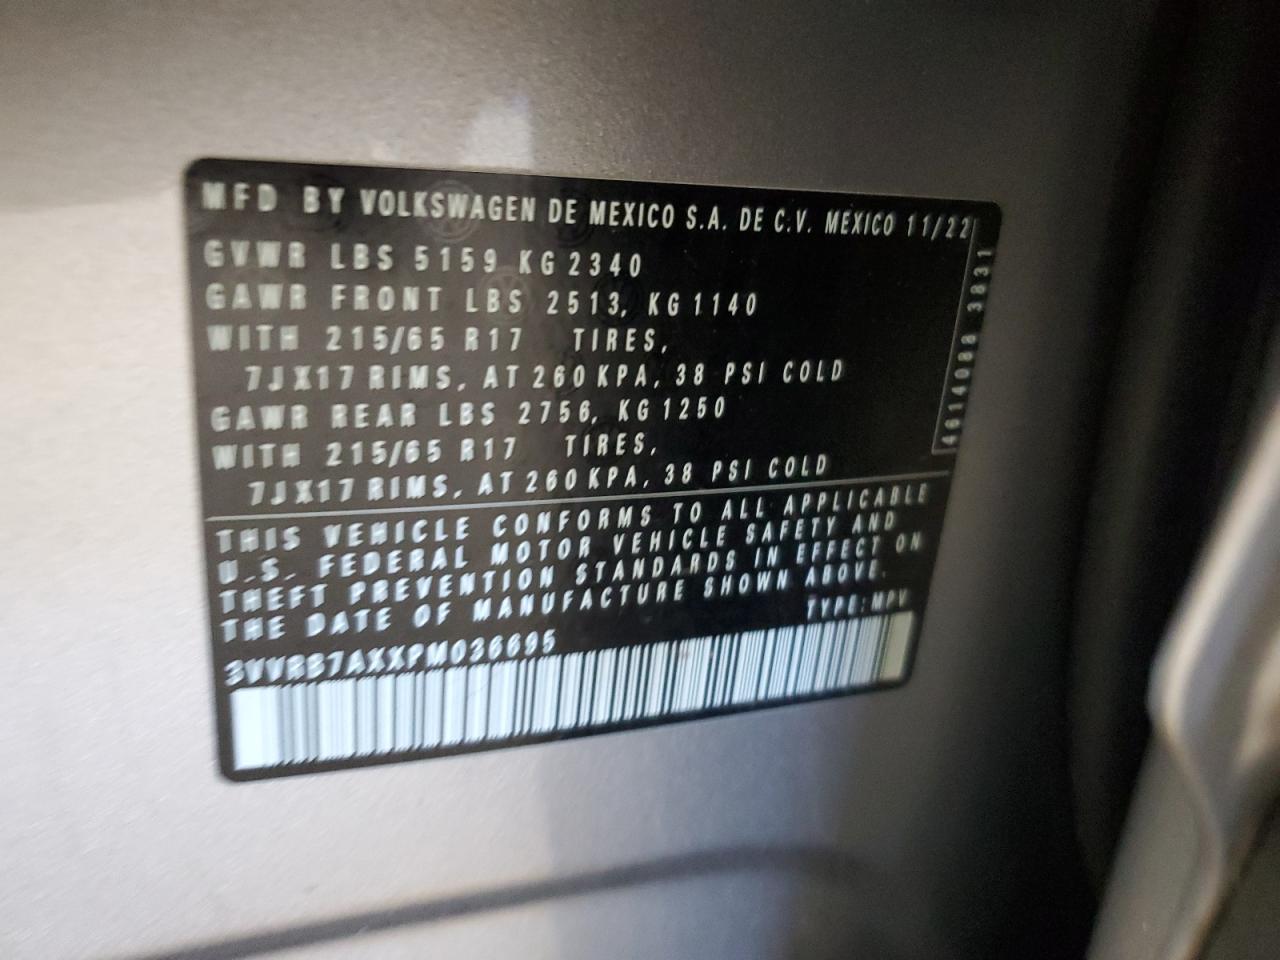 MFD BY VOLKSWAGEN DE MEXICO S.A. DE C.V. MEXICO 11/22
GVWR LBS 5159 KG 2340
GAWR FRONT LBS 2513, KG 1140
WITH 215/65 R17 TIRES,
7JX17 RIMS, AT 260 KPA, 38 PSI COLD
GAWR REAR LBS 2756, KG 1250
WITH 215/65 R17 TIRES,
7JX17 RIMS, AT 260 KPA, 38 PSI COLD
4614088 3831
THIS VEHICLE CONFORMS TO ALL APPLICABLE
U.S. FEDERAL MOTOR VEHICLE SAFETY AND
THEFT PREVENTION STANDARDS IN EFFECT ON
THE DATE OF MANUFACTURE SHOWN ABOVE.
TYPE: MPV
3VVRB7AXXPM036695